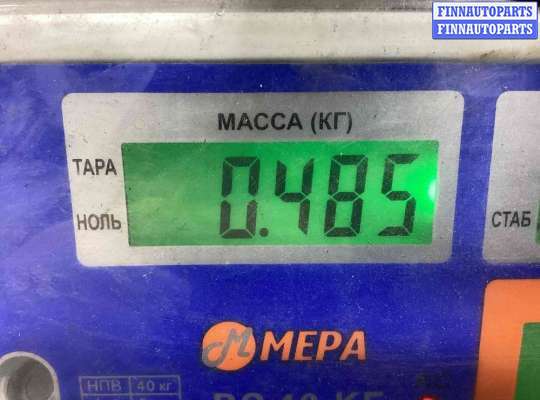 FINNAUTOPARTS
FINNAUTOPARTS
МАССА (КГ)
ТАРА
0.485
НОЛЬ
СТАБ
М МЕРА
НПВ 40 кг